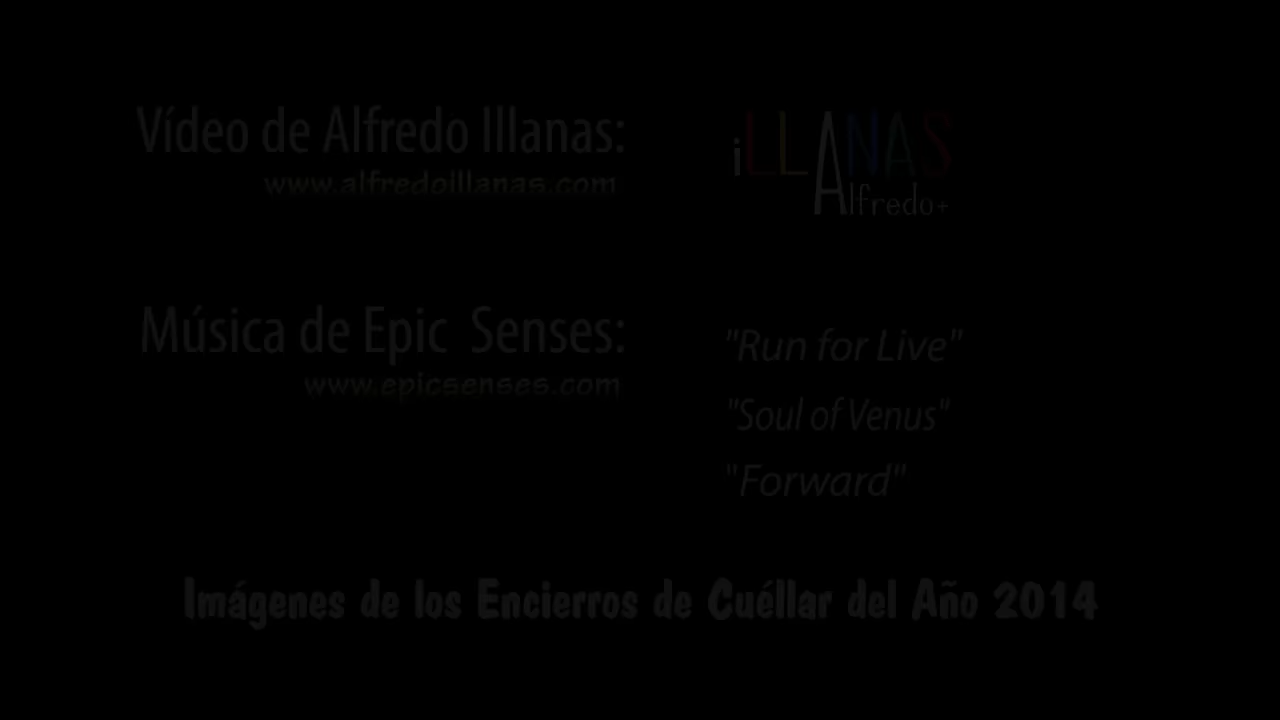 Vídeo de Alfredo Illanas:
www.alfredoillanas.com
iLLANAS
Alfredo+
Música de Epic Senses:
www.epicsenses.com
"Run for Live"
"Soul of Venus"
"Forward"
Imágenes de los Encierros de Cuéllar del Año 2014